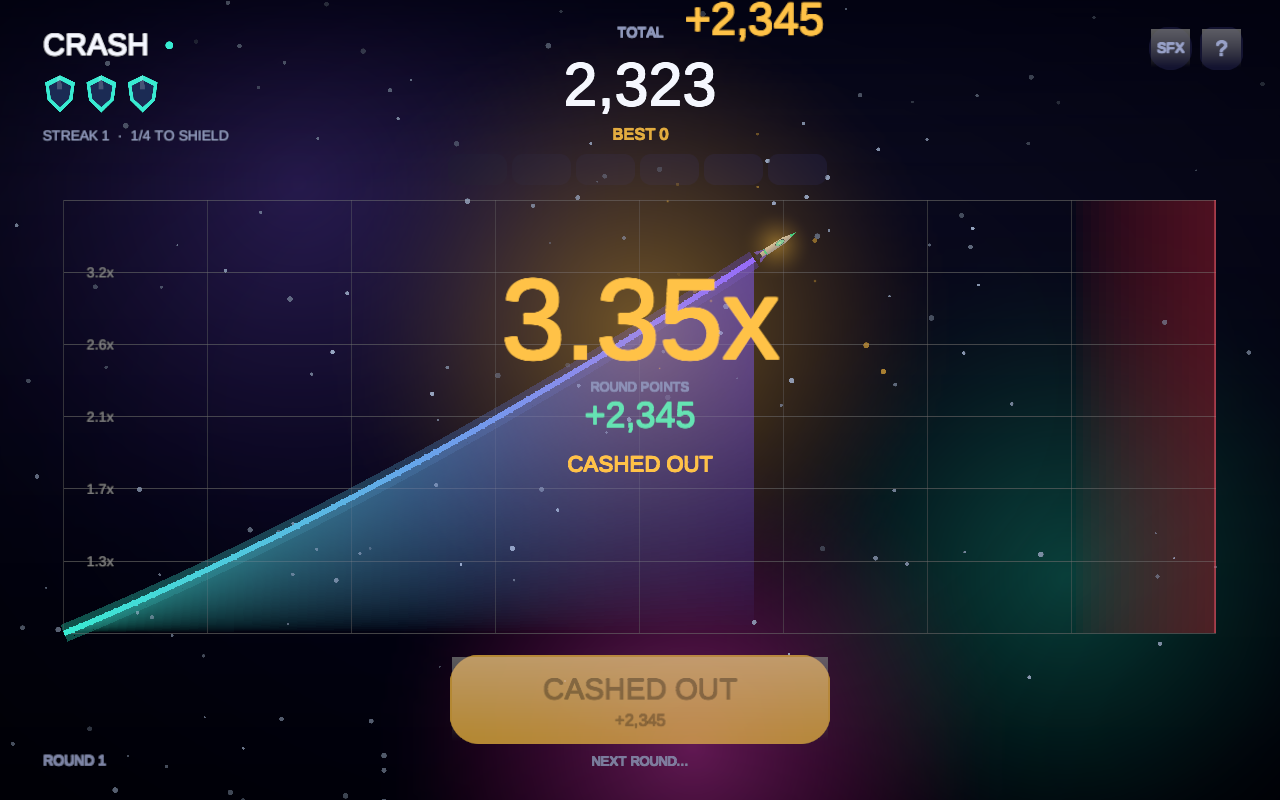 CRASH
STREAK 1 · 1/4 TO SHIELD
TOTAL
+2,345
2,323
BEST 0
SFX
?
3.2x
2.6x
2.1x
1.7x
1.3x
3.35x
ROUND POINTS
+2,345
CASHED OUT
CASHED OUT
+2,345
NEXT ROUND...
ROUND 1